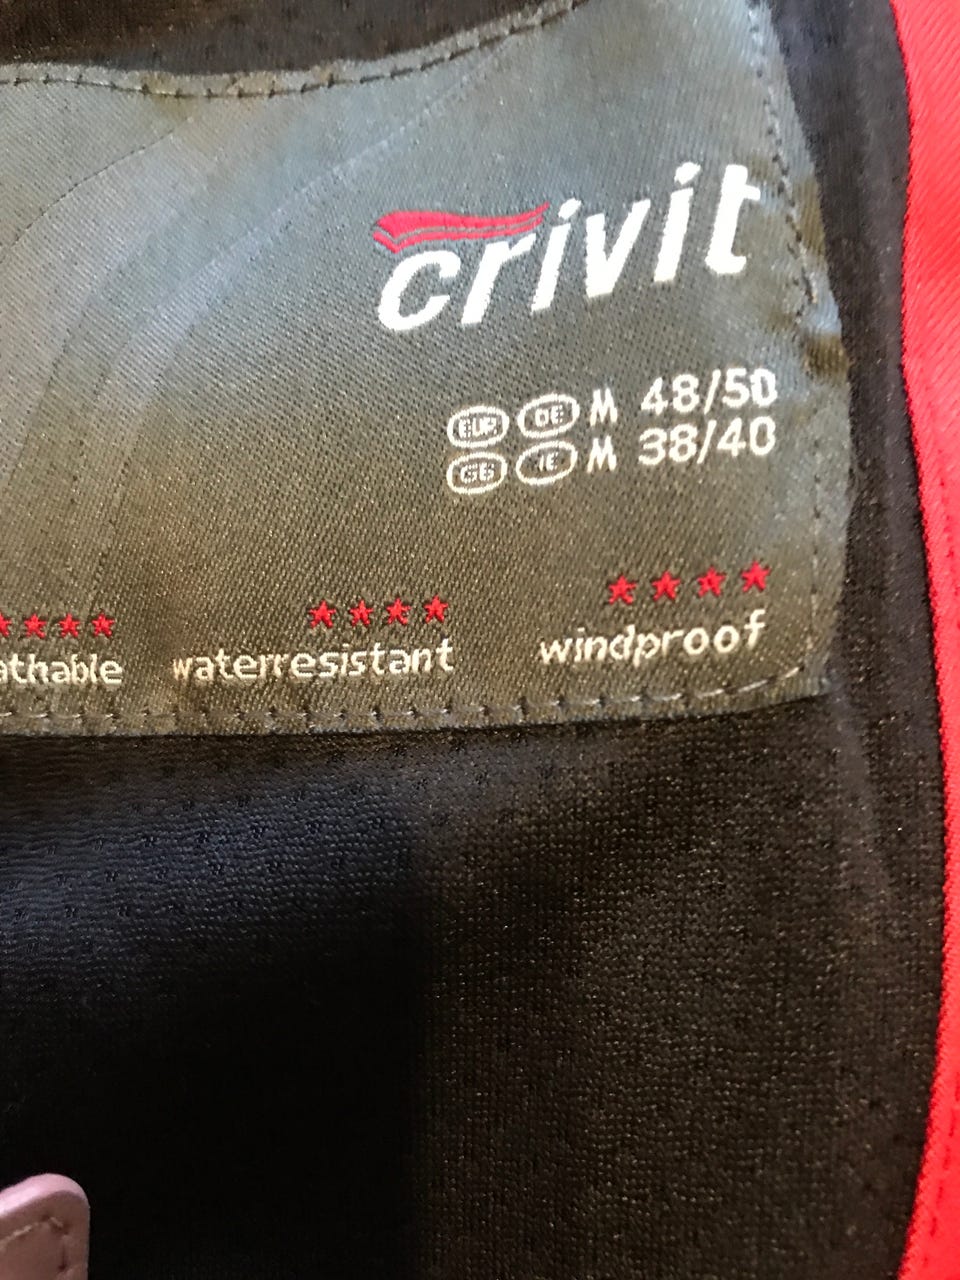 crivit
EUR DE M 48/50
GB IE M 38/40
★★★★ ★★★★ ★★★★
athable waterresistant windproof